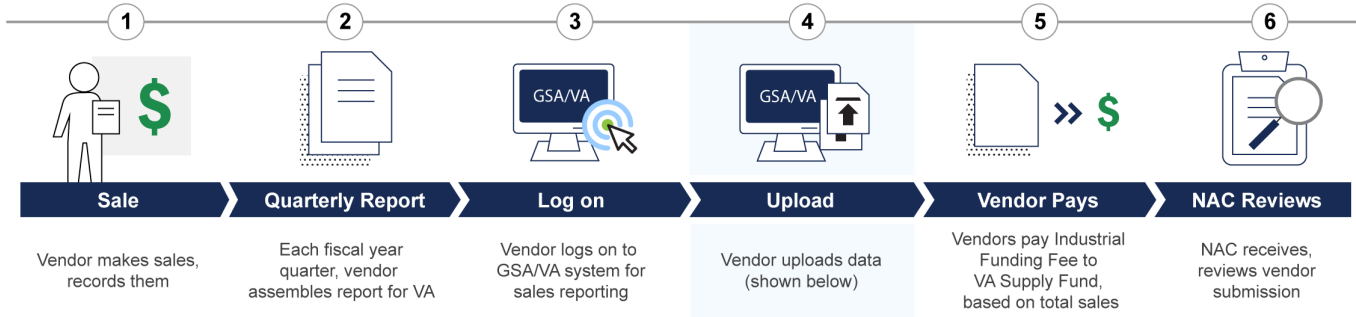 1
2
3
4
5
6
$
GSA/VA
GSA/VA
$
Sale
Quarterly Report
Log on
Upload
Vendor Pays
NAC Reviews
Vendor makes sales,
records them
Each fiscal year
quarter, vendor
assembles report for VA
Vendor logs on to
GSA/VA system for
sales reporting
Vendor uploads data
(shown below)
Vendors pay Industrial
Funding Fee to
VA Supply Fund,
based on total sales
NAC receives,
reviews vendor
submission